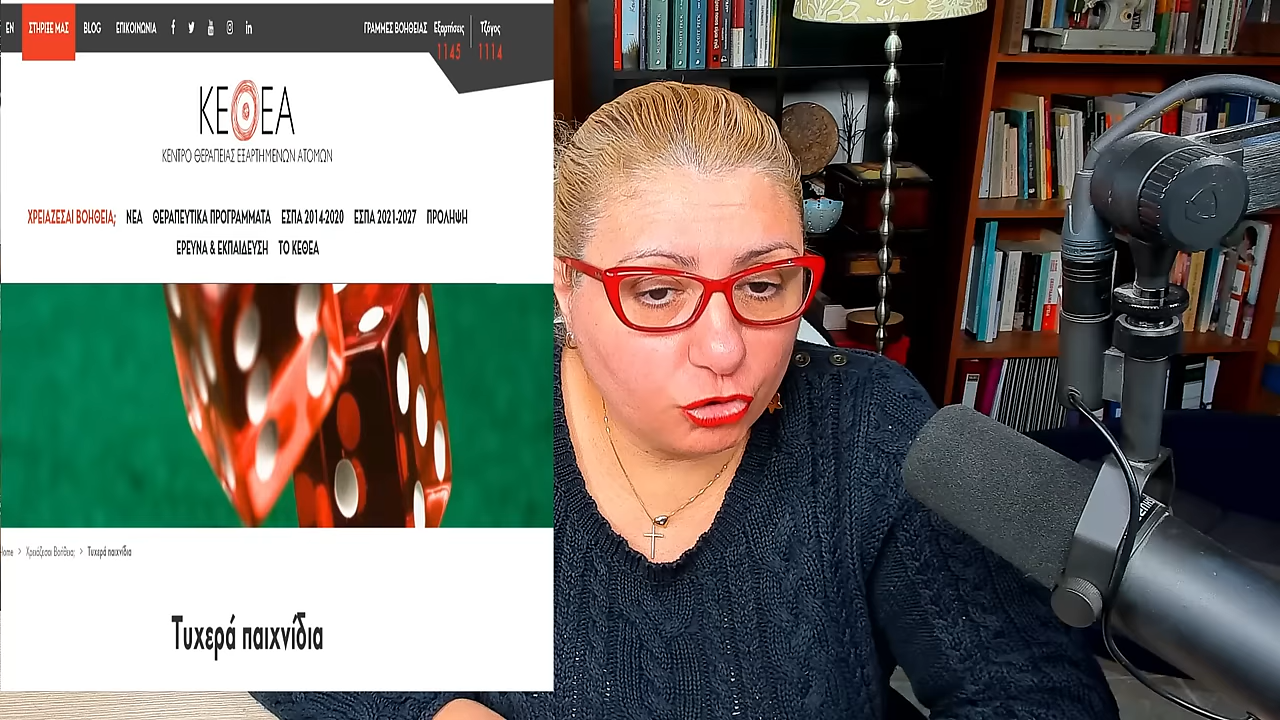 EN ΣΤΗΡΙΞΕ ΜΑΣ BLOG ΕΠΙΚΟΙΝΩΝΙΑ ΓΡΑΜΜΕΣ ΒΟΗΘΕΙΑΣ Εξαρτήσεις Τζόγος
1145 1114
ΚΕΘΕΑ
ΚΕΝΤΡΟ ΘΕΡΑΠΕΙΑΣ ΕΞΑΡΤΗΜΕΝΩΝ ΑΤΟΜΩΝ
ΧΡΕΙΑΖΕΣΑΙ ΒΟΗΘΕΙΑ; ΝΕΑ ΘΕΡΑΠΕΥΤΙΚΑ ΠΡΟΓΡΑΜΜΑΤΑ ΕΣΠΑ 2014-2020 ΕΣΠΑ 2021-2027 ΠΡΟΛΗΨΗ
ΕΡΕΥΝΑ & ΕΚΠΑΙΔΕΥΣΗ ΤΟ ΚΕΘΕΑ
Home > Χρειάζεσαι Βοήθεια; > Τυχερά παιχνίδια
Τυχερά παιχνίδια